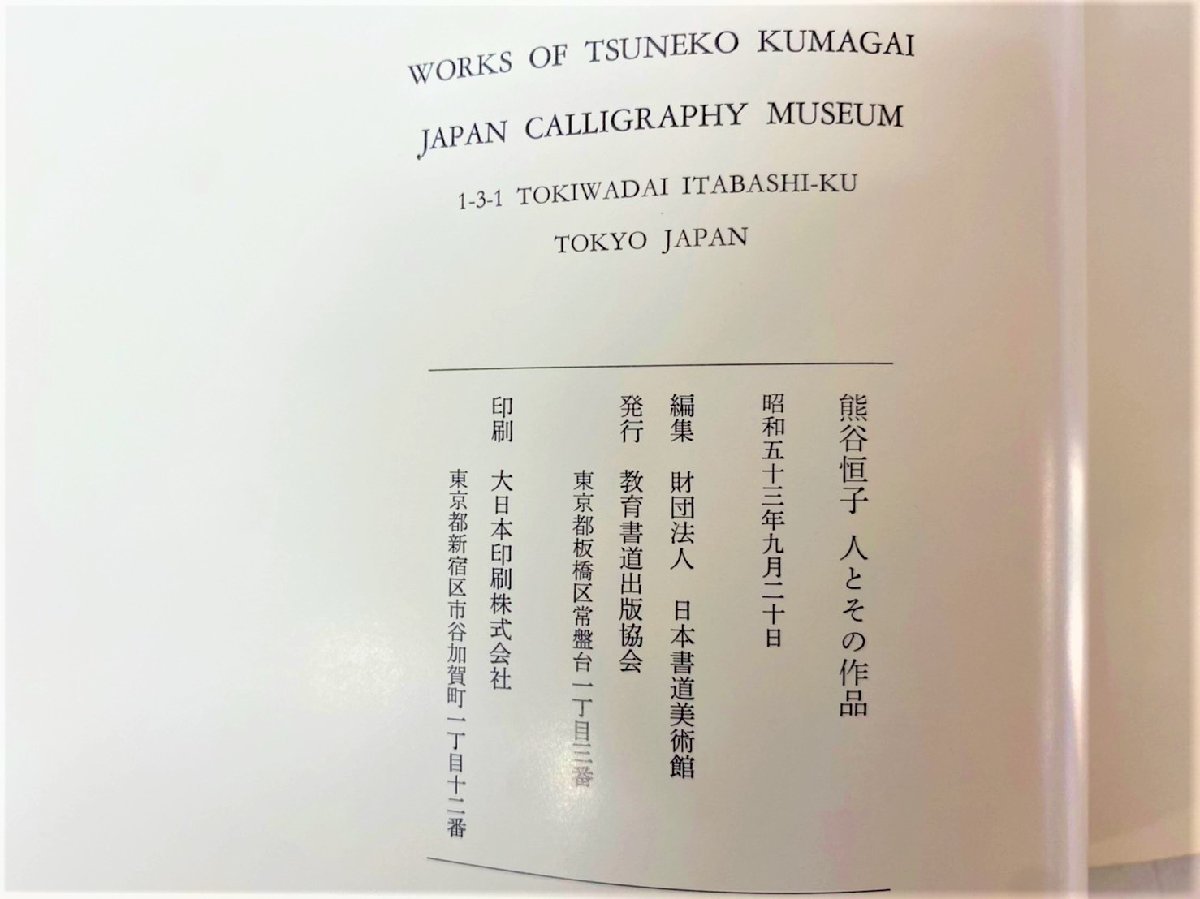 WORKS OF TSUNEKO KUMAGAI
JAPAN CALLIGRAPHY MUSEUM
1-3-1 TOKIWADAI ITABASHI-KU
TOKYO JAPAN
熊谷恒子 人とその作品
昭和五十三年九月二十日
編集 財団法人 日本書道美術館
発行 教育書道出版協会
東京都板橋区常盤台一丁目三番
印刷 大日本印刷株式会社
東京都新宿区市谷加賀町一丁目十二番